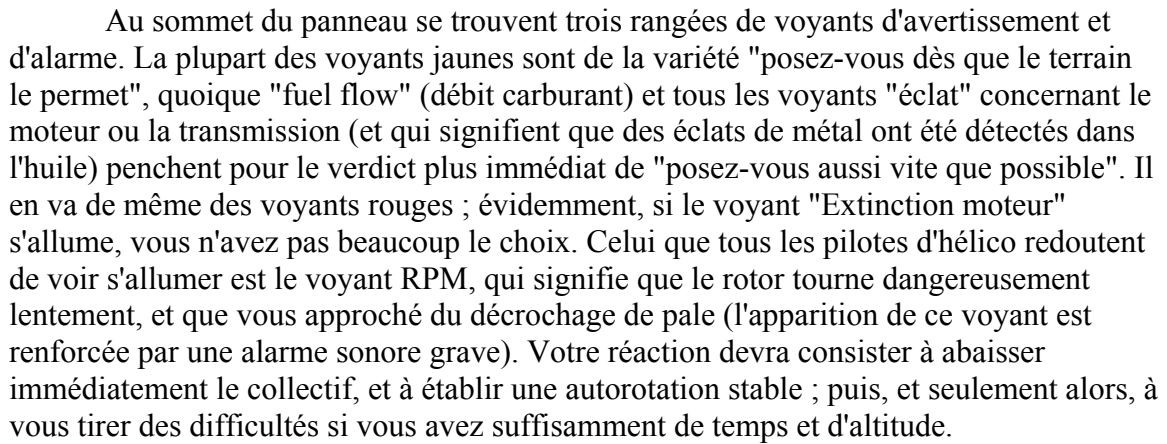 Au sommet du panneau se trouvent trois rangées de voyants d'avertissement et
d'alarme. La plupart des voyants jaunes sont de la variété "posez-vous dès que le terrain
le permet", quoique "fuel flow" (débit carburant) et tous les voyants "éclat" concernant le
moteur ou la transmission (et qui signifient que des éclats de métal ont été détectés dans
l'huile) penchent pour le verdict plus immédiat de "posez-vous aussi vite que possible". Il
en va de même des voyants rouges ; évidemment, si le voyant "Extinction moteur"
s'allume, vous n'avez pas beaucoup le choix. Celui que tous les pilotes d'hélico redoutent
de voir s'allumer est le voyant RPM, qui signifie que le rotor tourne dangereusement
lentement, et que vous approché du décrochage de pale (l'apparition de ce voyant est
renforcée par une alarme sonore grave). Votre réaction devra consister à abaisser
immédiatement le collectif, et à établir une autorotation stable ; puis, et seulement alors, à
vous tirer des difficultés si vous avez suffisamment de temps et d'altitude.